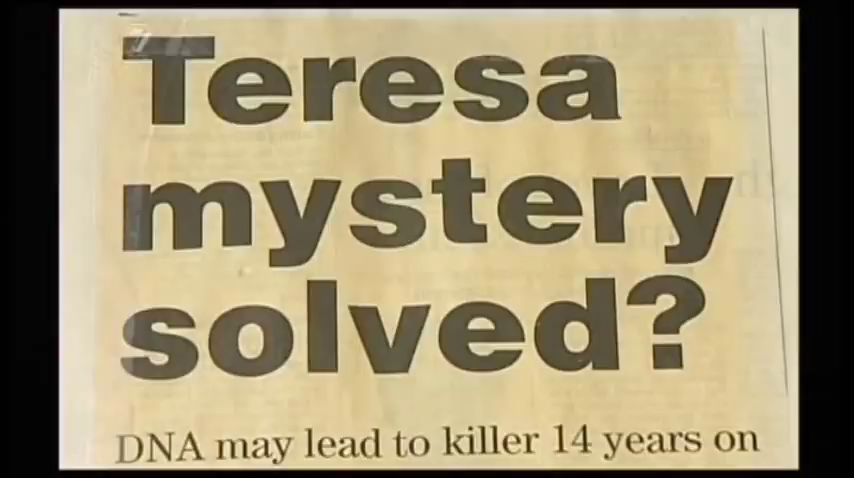 Teresa
mystery
solved?
DNA may lead to killer 14 years on